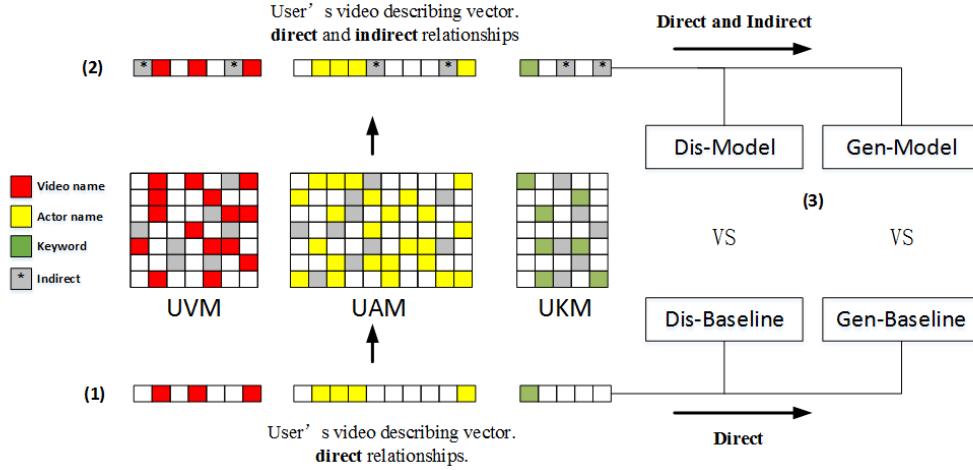 User's video describing vector.
direct and indirect relationships
Direct and Indirect
(2)
* * * * * *
Dis-Model
Gen-Model
Video name
Actor name
Keyword
* Indirect
(3)
VS
VS
UVM
UAM
UKM
Dis-Baseline
Gen-Baseline
(1)
User's video describing vector.
direct relationships.
Direct